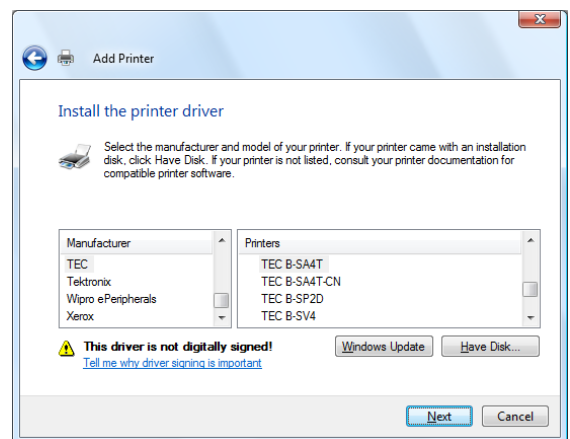 Add Printer
Install the printer driver
Select the manufacturer and model of your printer. If your printer came with an installation
disk, click Have Disk. If your printer is not listed, consult your printer documentation for
compatible printer software.
Manufacturer
TEC
Tektronix
Wipro ePeripherals
Xerox
Printers
TEC B-SA4T
TEC B-SA4T-CN
TEC B-SP2D
TEC B-SV4
This driver is not digitally signed!
Tell me why driver signing is important
Windows Update
Have Disk...
Next
Cancel